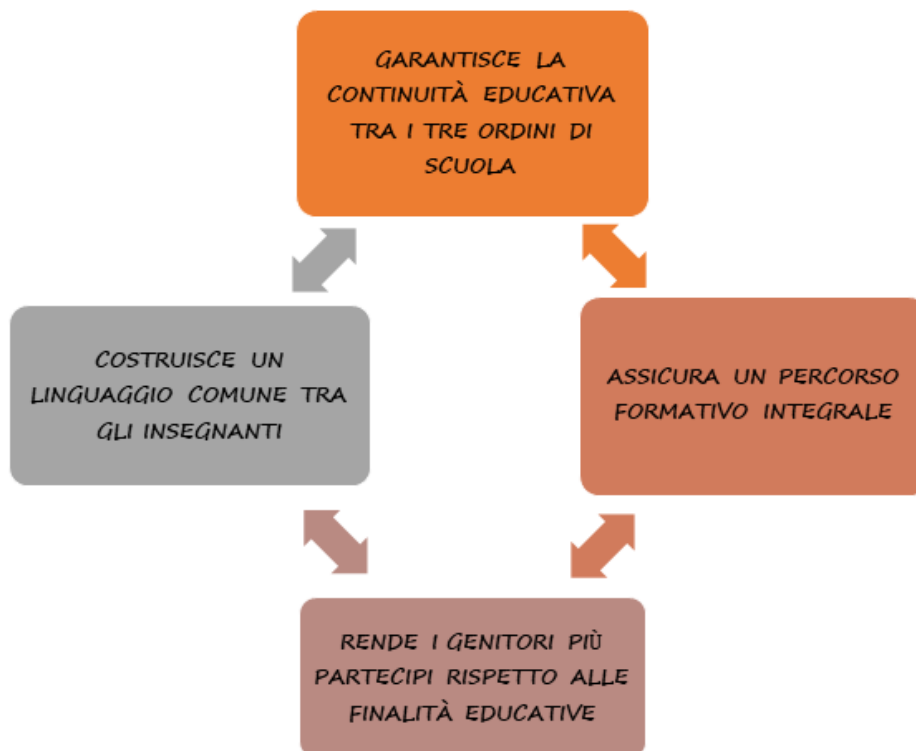 GARANTISCE LA
CONTINUITÀ EDUCATIVA
TRA I TRE ORDINI DI
SCUOLA
COSTRUISCE UN
LINGUAGGIO COMUNE TRA
GLI INSEGNANTI
ASSICURA UN PERCORSO
FORMATIVO INTEGRALE
RENDE I GENITORI PIÙ
PARTECIPI RISPETTO ALLE
FINALITÀ EDUCATIVE